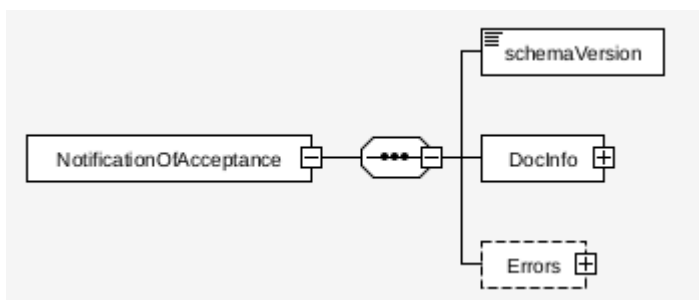 schemaVersion
NotificationOfAcceptance
DocInfo
Errors